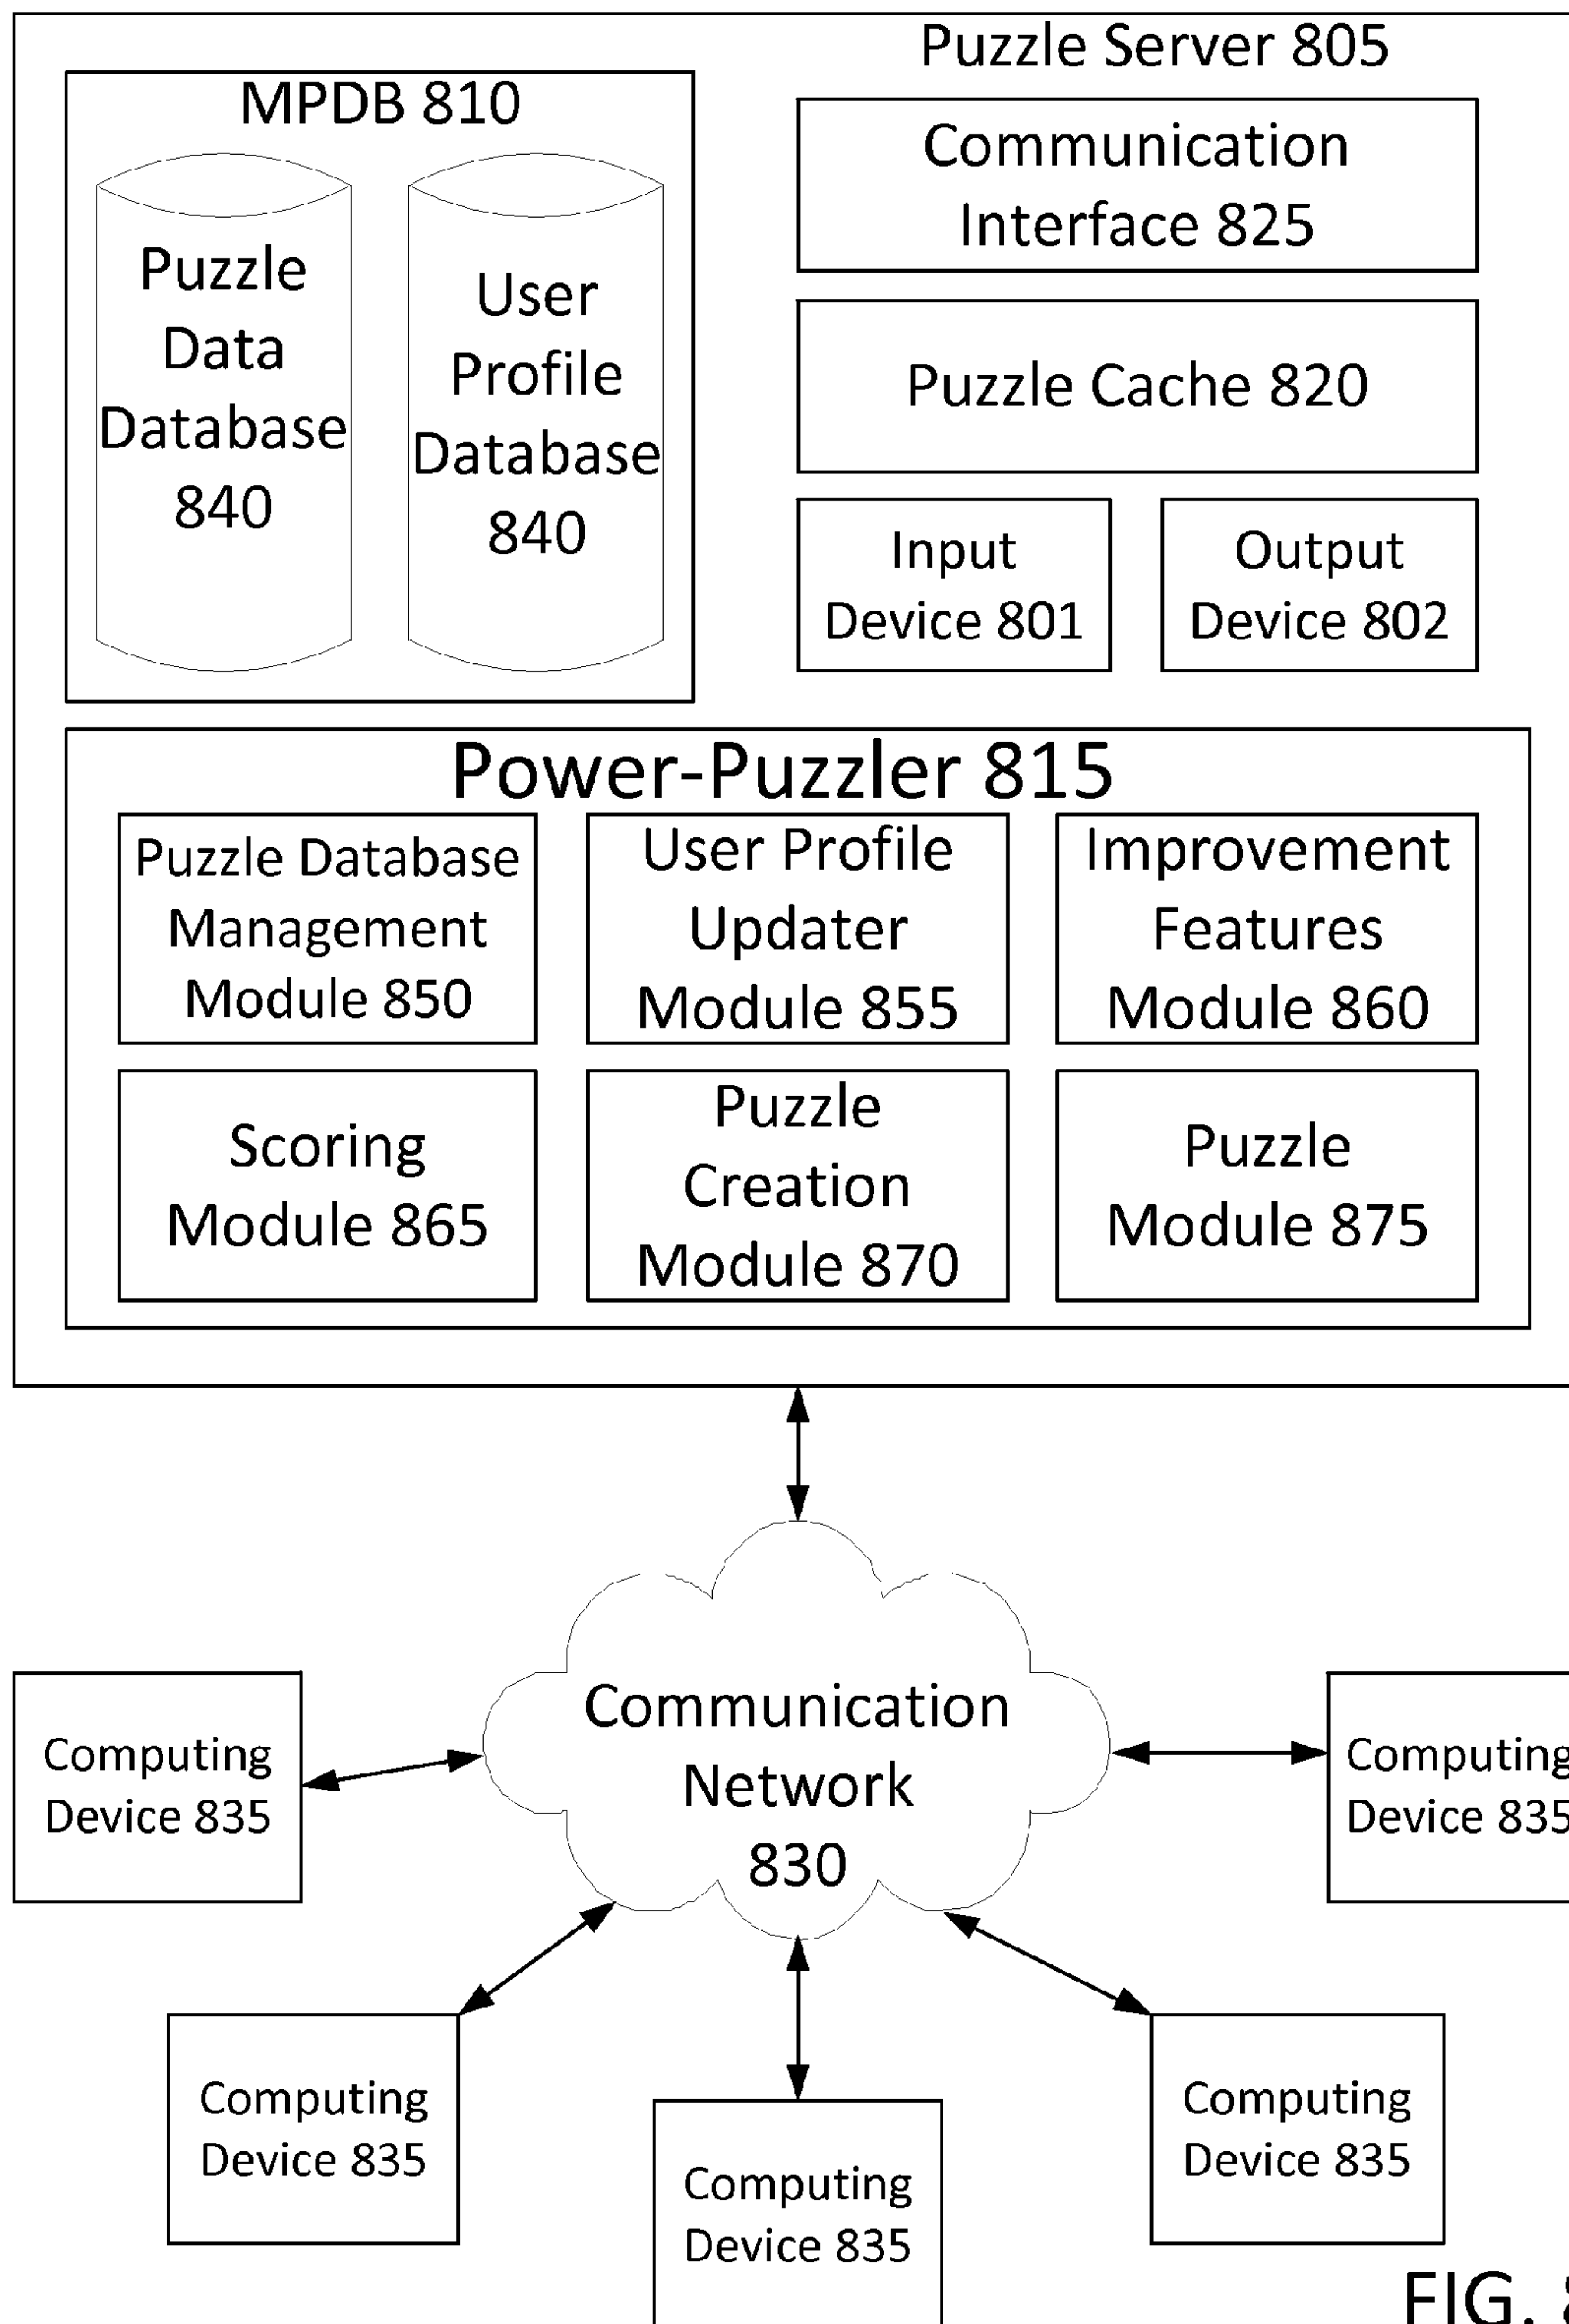 Puzzle Server 805
MPDB 810
Puzzle
Data
Database
840
User
Profile
Database
840
Communication
Interface 825
Puzzle Cache 820
Input
Device 801
Output
Device 802
Power-Puzzler 815
Puzzle Database
Management
Module 850
User Profile
Updater
Module 855
Improvement
Features
Module 860
Scoring
Module 865
Puzzle
Creation
Module 870
Puzzle
Module 875
Communication
Network
830
Computing
Device 835
Computing
Device 835
Computing
Device 835
Computing
Device 835
Computing
Device 835
FIG.